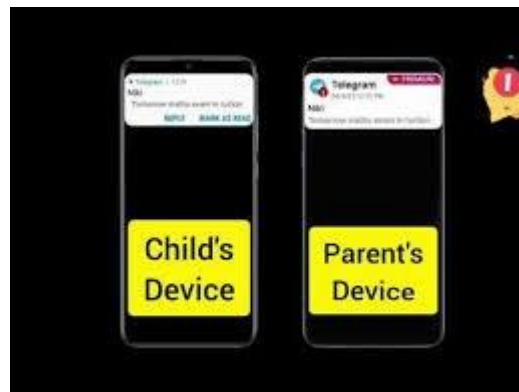 Telegram
Niki
Tomorrow maths exam in tuition
MARK AS READ
Child's
Device
PREMIUM
Telegram
Niki
Tomorrow maths exam in tuition
Parent's
Device
1